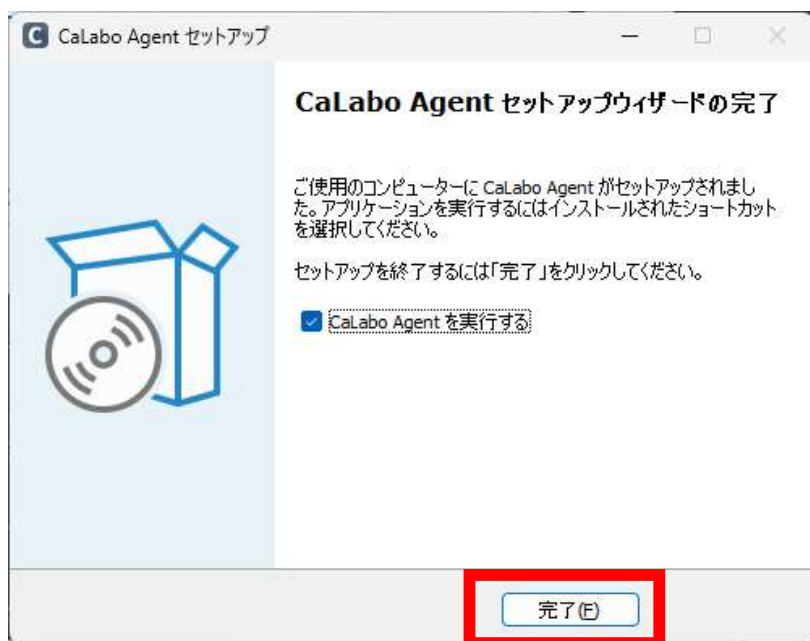 CaLabo Agent セットアップ
CaLabo Agent セットアップウィザードの完了
ご使用のコンピューターに CaLabo Agent がセットアップされまし
た。アプリケーションを実行するにはインストールされたショートカット
を選択してください。
セットアップを終了するには「完了」をクリックしてください。
CaLabo Agent を実行する
完了(F)